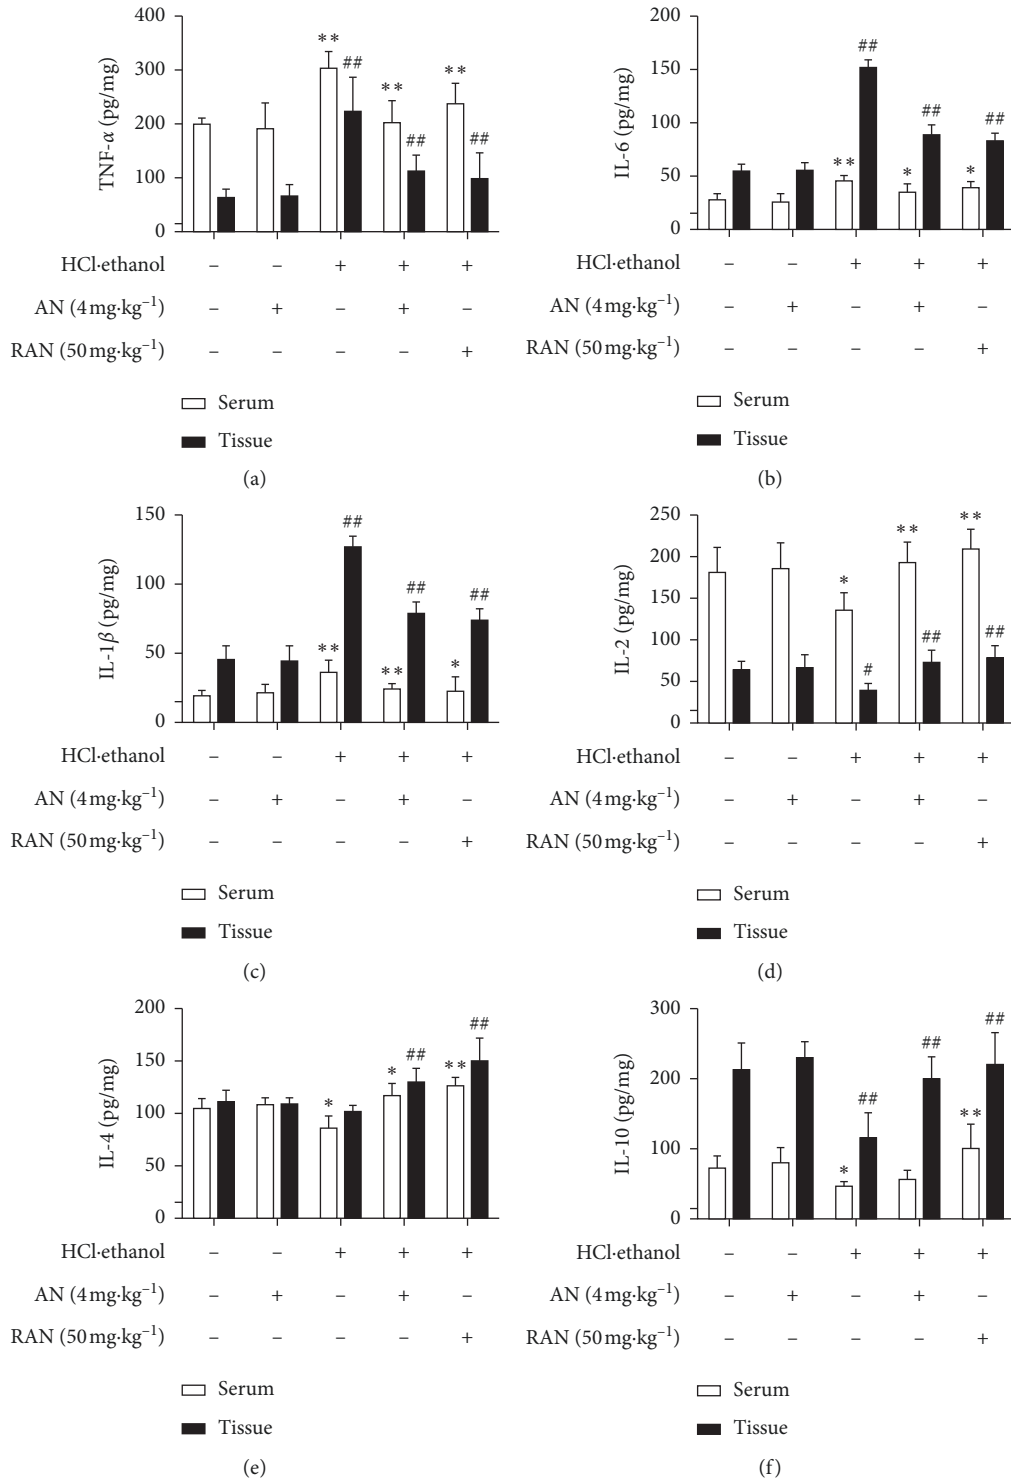 400
300
200
100
0
TNF-α (pg/mg)
**
##
**
##
**
##
HCl·ethanol – – + + +
AN (4 mg·kg⁻¹) – + – + –
RAN (50 mg·kg⁻¹) – – – – +
Serum
Tissue
(a)
200
150
100
50
0
IL-6 (pg/mg)
**
##
*
##
*
##
HCl·ethanol – – + + +
AN (4 mg·kg⁻¹) – + – + –
RAN (50 mg·kg⁻¹) – – – – +
Serum
Tissue
(b)
150
100
50
0
IL-1β (pg/mg)
**
##
**
##
*
##
HCl·ethanol – – + + +
AN (4 mg·kg⁻¹) – + – + –
RAN (50 mg·kg⁻¹) – – – – +
Serum
Tissue
(c)
250
200
150
100
50
0
IL-2 (pg/mg)
*
#
**
##
**
##
HCl·ethanol – – + + +
AN (4 mg·kg⁻¹) – + – + –
RAN (50 mg·kg⁻¹) – – – – +
Serum
Tissue
(d)
200
150
100
50
0
IL-4 (pg/mg)
*
*
##
**
##
HCl·ethanol – – + + +
AN (4 mg·kg⁻¹) – + – + –
RAN (50 mg·kg⁻¹) – – – – +
Serum
Tissue
(e)
300
200
100
0
IL-10 (pg/mg)
*
##
##
**
##
HCl·ethanol – – + + +
AN (4 mg·kg⁻¹) – + – + –
RAN (50 mg·kg⁻¹) – – – – +
Serum
Tissue
(f)